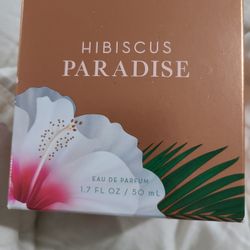 HIBISCUS
PARADISE
EAU DE PARFUM
1.7 FL OZ / 50 mL